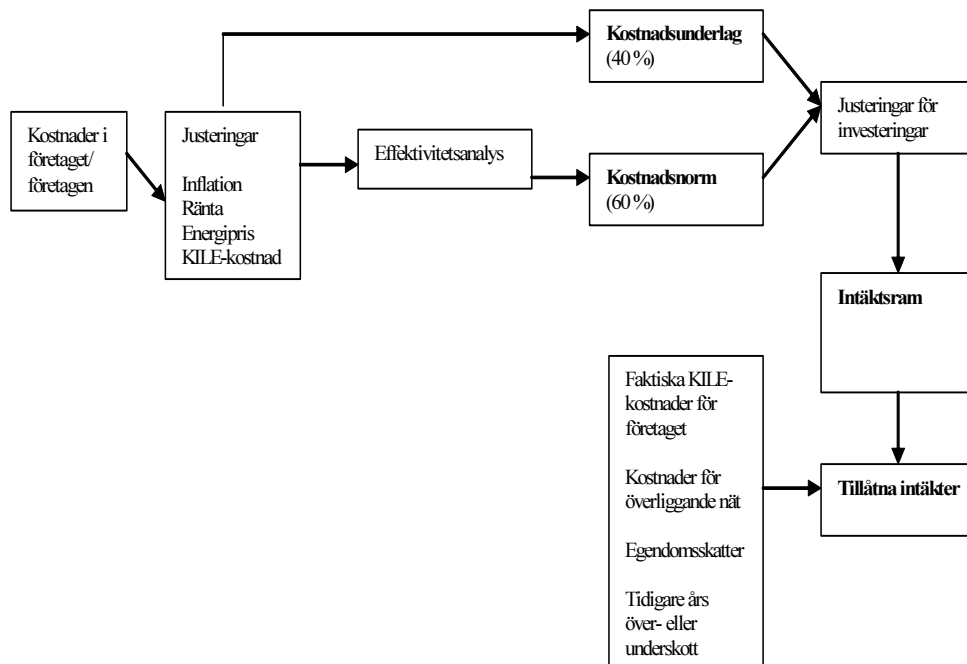 Kostnadsunderlag
(40%)
Kostnader i
företaget/
företagen
Justeringar
Inflation
Ränta
Energipris
KILE-kostnad
Effektivitetsanalys
Kostnadsnorm
(60%)
Justeringar för
investeringar
Intäktsram
Faktiska KILE-
kostnader för
företaget
Kostnader för
överliggande nät
Egendomsskatter
Tidigare års
över- eller
underskott
Tillåtna intäkter